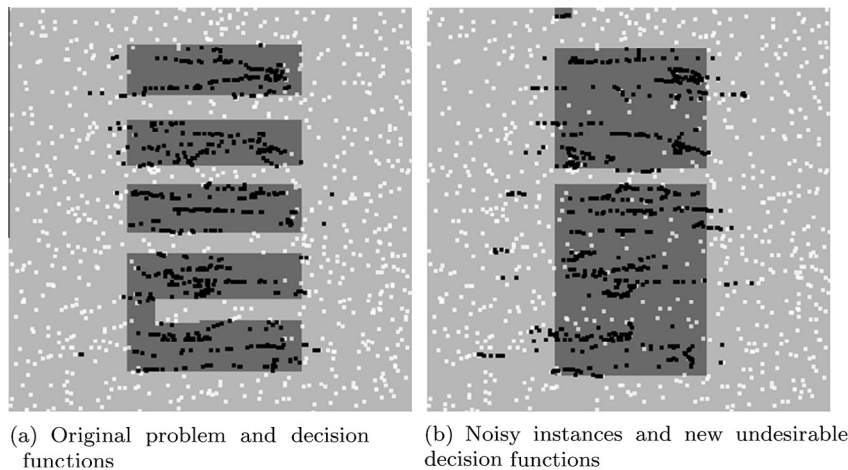 (a) Original problem and decision
functions
(b) Noisy instances and new undesirable
decision functions